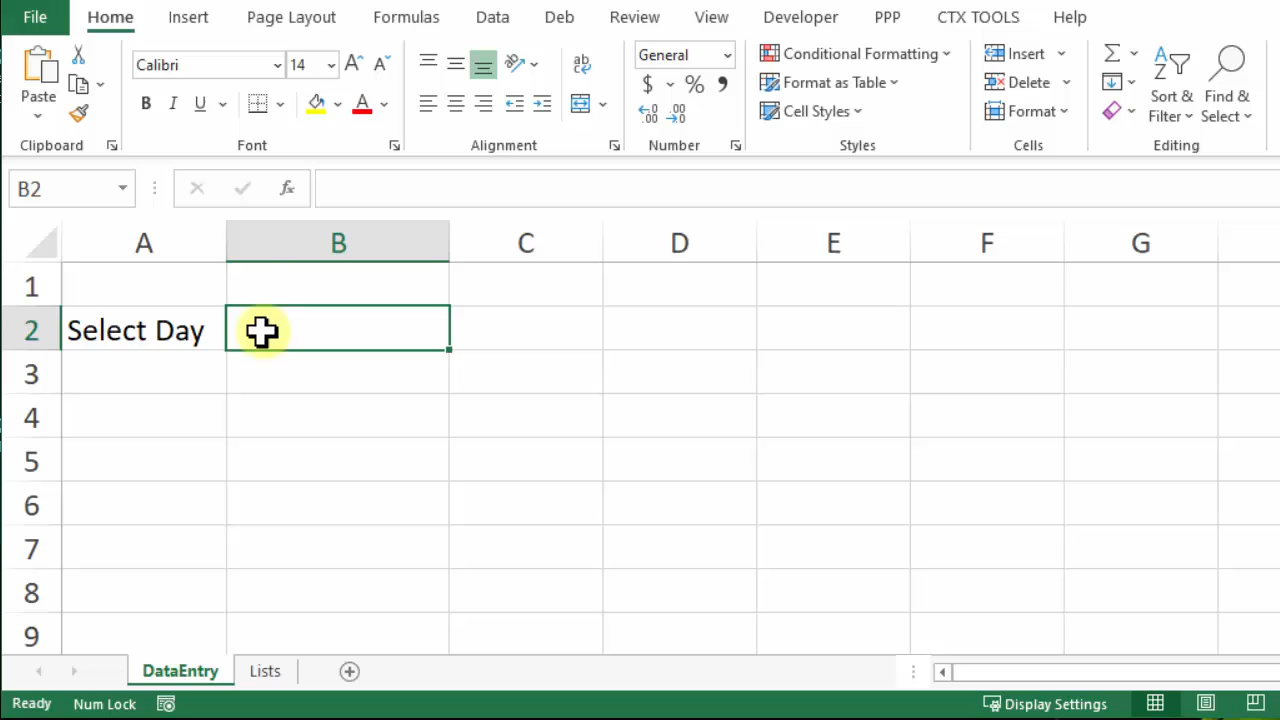 File Home Insert Page Layout Formulas Data Deb Review View Developer PPP CTX TOOLS Help
Paste
Calibri 14
B I U A
ab
General
$ % 9
Conditional Formatting
Format as Table
Cell Styles
Insert
Delete
Format
Sort & Filter
Find & Select
Clipboard Font Alignment Number Styles Cells Editing
B2 fx
A B C D E F G
1
2 Select Day
3
4
5
6
7
8
9
DataEntry Lists
Ready Num Lock Display Settings